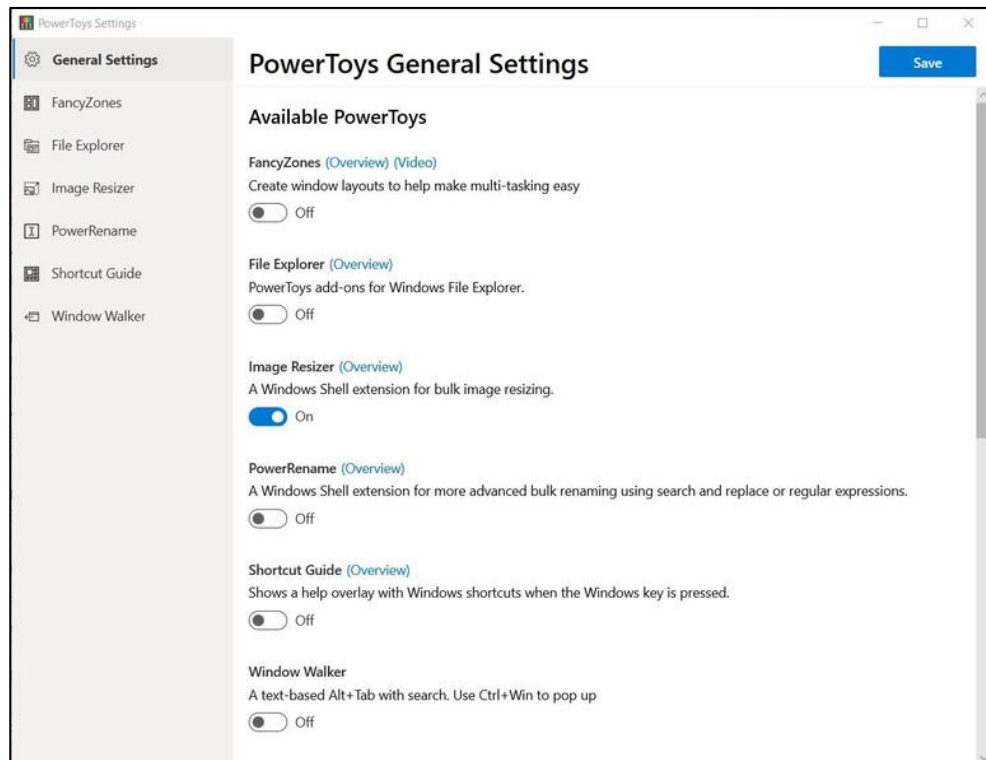 PowerToys Settings
General Settings
FancyZones
File Explorer
Image Resizer
PowerRename
Shortcut Guide
Window Walker
PowerToys General Settings
Save
Available PowerToys
FancyZones (Overview) (Video)
Create window layouts to help make multi-tasking easy
Off
File Explorer (Overview)
PowerToys add-ons for Windows File Explorer.
Off
Image Resizer (Overview)
A Windows Shell extension for bulk image resizing.
On
PowerRename (Overview)
A Windows Shell extension for more advanced bulk renaming using search and replace or regular expressions.
Off
Shortcut Guide (Overview)
Shows a help overlay with Windows shortcuts when the Windows key is pressed.
Off
Window Walker
A text-based Alt+Tab with search. Use Ctrl+Win to pop up
Off